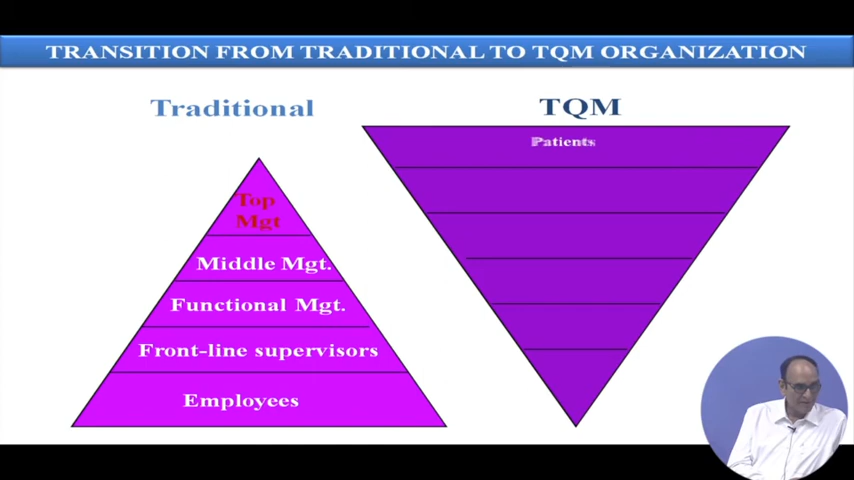 TRANSITION FROM TRADITIONAL TO TQM ORGANIZATION
Traditional
TQM
Top
Mgt
Middle Mgt.
Functional Mgt.
Front-line supervisors
Employees
Patients